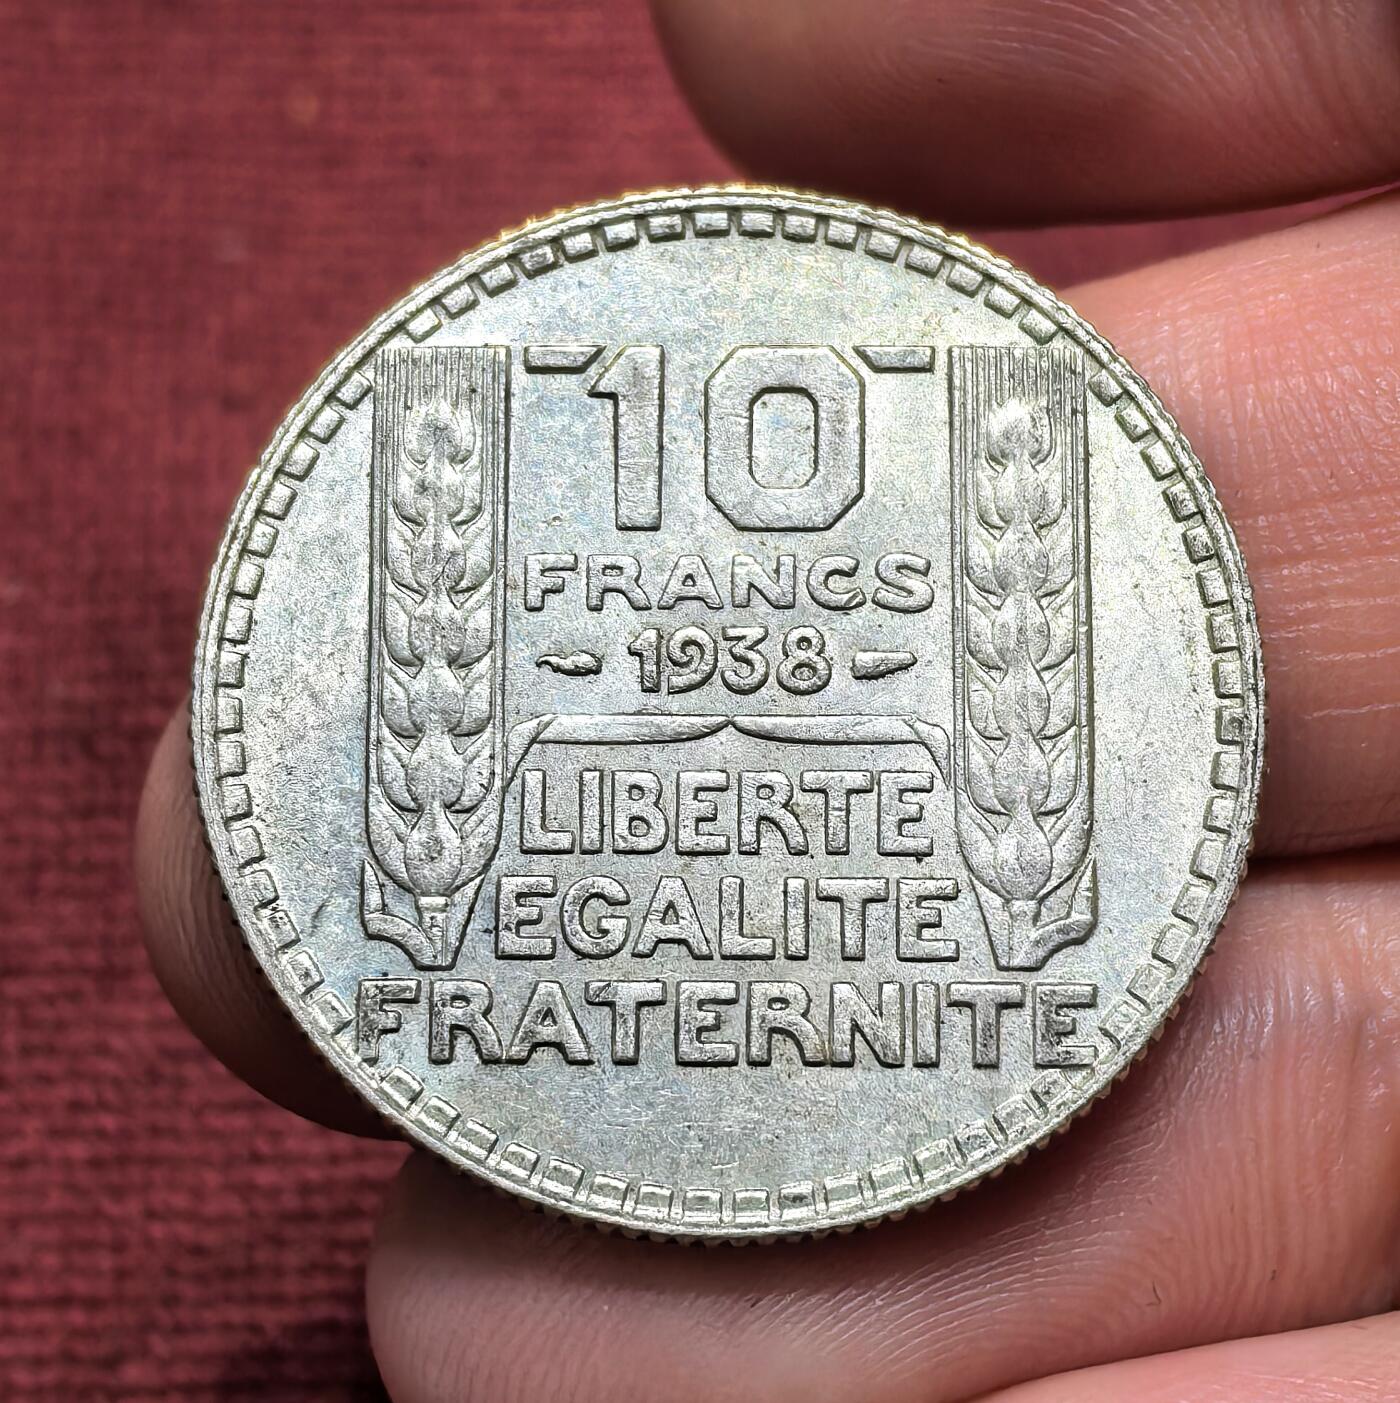 10
FRANCS
- 1938 -
LIBERTE
EGALITE
FRATERNITE